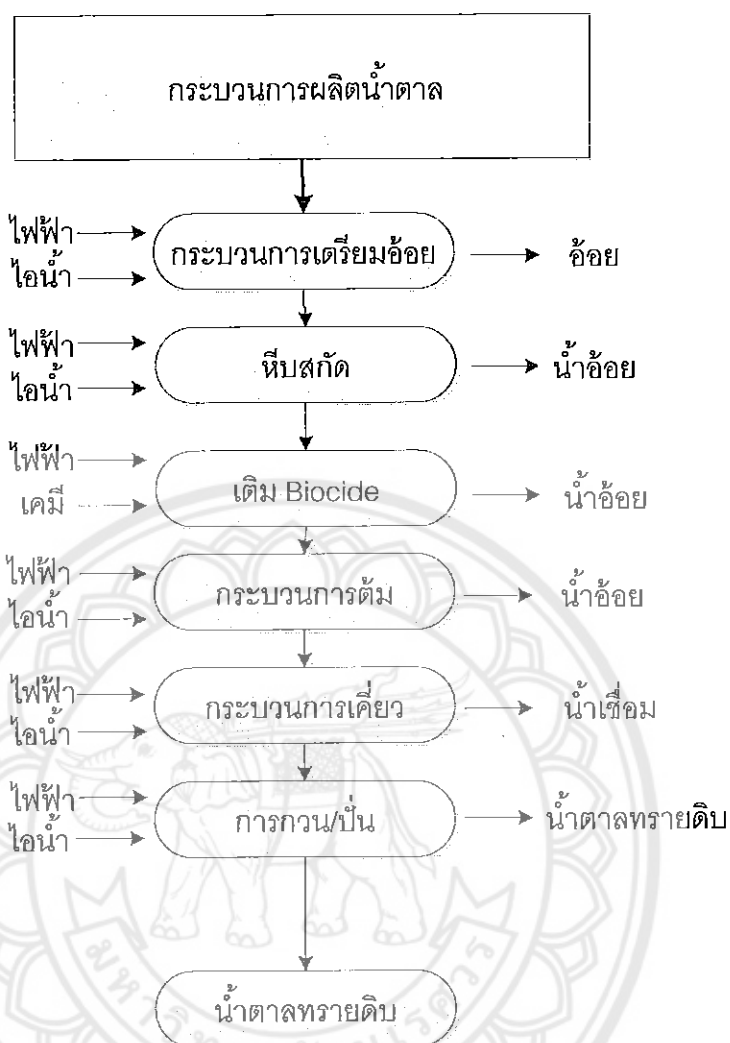 กระบวนการผลิตน้ำตาล
ไฟฟ้า
ไอน้ำ
กระบวนการเตรียมอ้อย
อ้อย
ไฟฟ้า
ไอน้ำ
หีบสกัด
น้ำอ้อย
ไฟฟ้า
เคมี
เติม Biocide
น้ำอ้อย
ไฟฟ้า
ไอน้ำ
กระบวนการต้ม
น้ำอ้อย
ไฟฟ้า
ไอน้ำ
กระบวนการเคี่ยว
น้ำเชื่อม
ไฟฟ้า
ไอน้ำ
การกวน/ปั่น
น้ำตาลทรายดิบ
น้ำตาลทรายดิบ